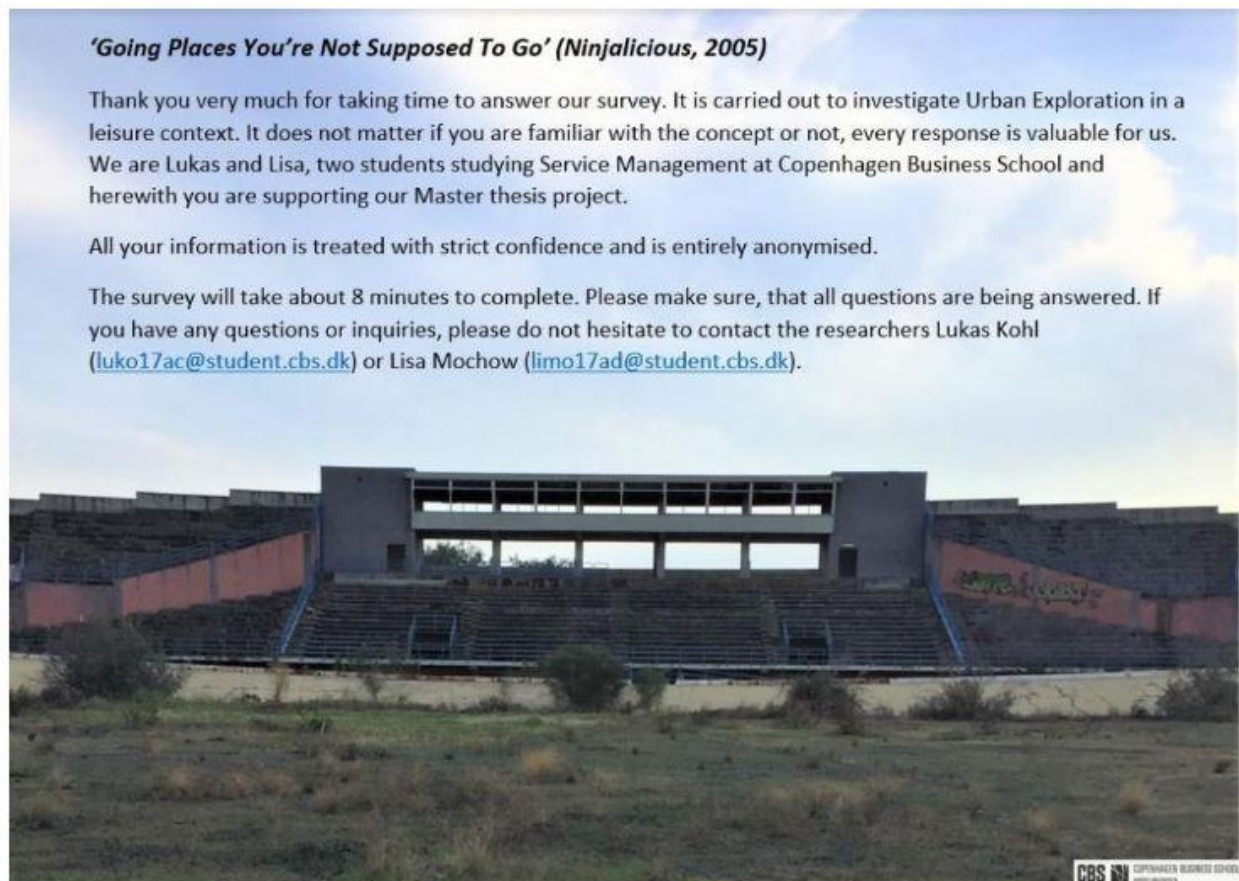 ‘Going Places You’re Not Supposed To Go’ (Ninjalicious, 2005)
Thank you very much for taking time to answer our survey. It is carried out to investigate Urban Exploration in a
leisure context. It does not matter if you are familiar with the concept or not, every response is valuable for us.
We are Lukas and Lisa, two students studying Service Management at Copenhagen Business School and
herewith you are supporting our Master thesis project.
All your information is treated with strict confidence and is entirely anonymised.
The survey will take about 8 minutes to complete. Please make sure, that all questions are being answered. If
you have any questions or inquiries, please do not hesitate to contact the researchers Lukas Kohl
(luko17ac@student.cbs.dk) or Lisa Mochow (limo17ad@student.cbs.dk).
CBS COPENHAGEN BUSINESS SCHOOL